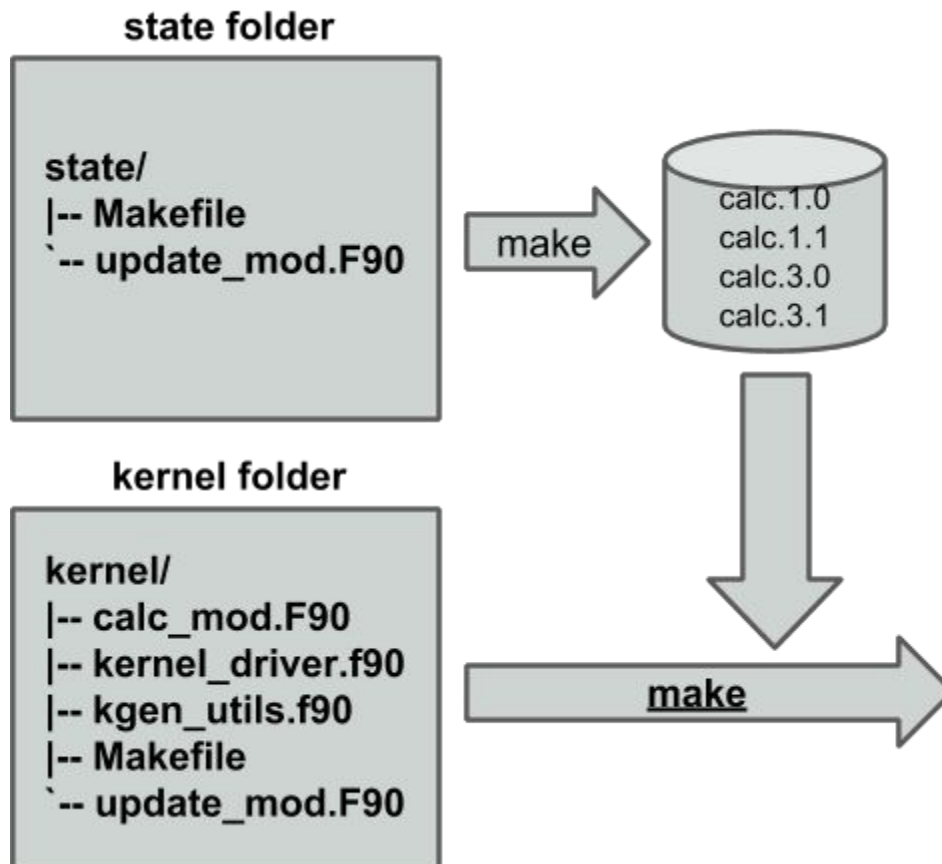 state folder
state/
|-- Makefile
`-- update_mod.F90
make
calc.1.0
calc.1.1
calc.3.0
calc.3.1
kernel folder
kernel/
|-- calc_mod.F90
|-- kernel_driver.f90
|-- kgen_utils.f90
|-- Makefile
`-- update_mod.F90
make